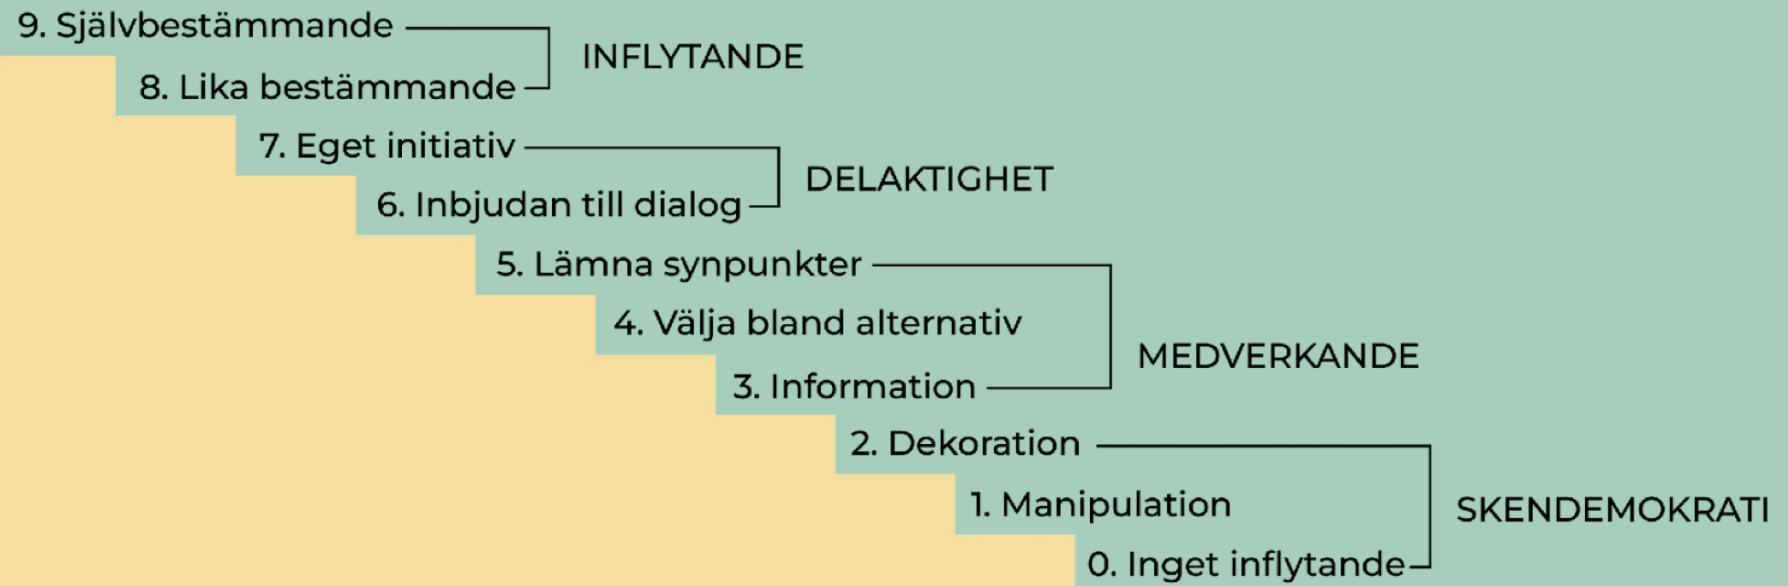 9. Självbestämmande
INFLYTANDE
8. Lika bestämmande
7. Eget initiativ
DELAKTIGHET
6. Inbjudan till dialog
5. Lämna synpunkter
4. Välja bland alternativ
MEDVERKANDE
3. Information
2. Dekoration
1. Manipulation
SKENDEMOKRATI
0. Inget inflytande